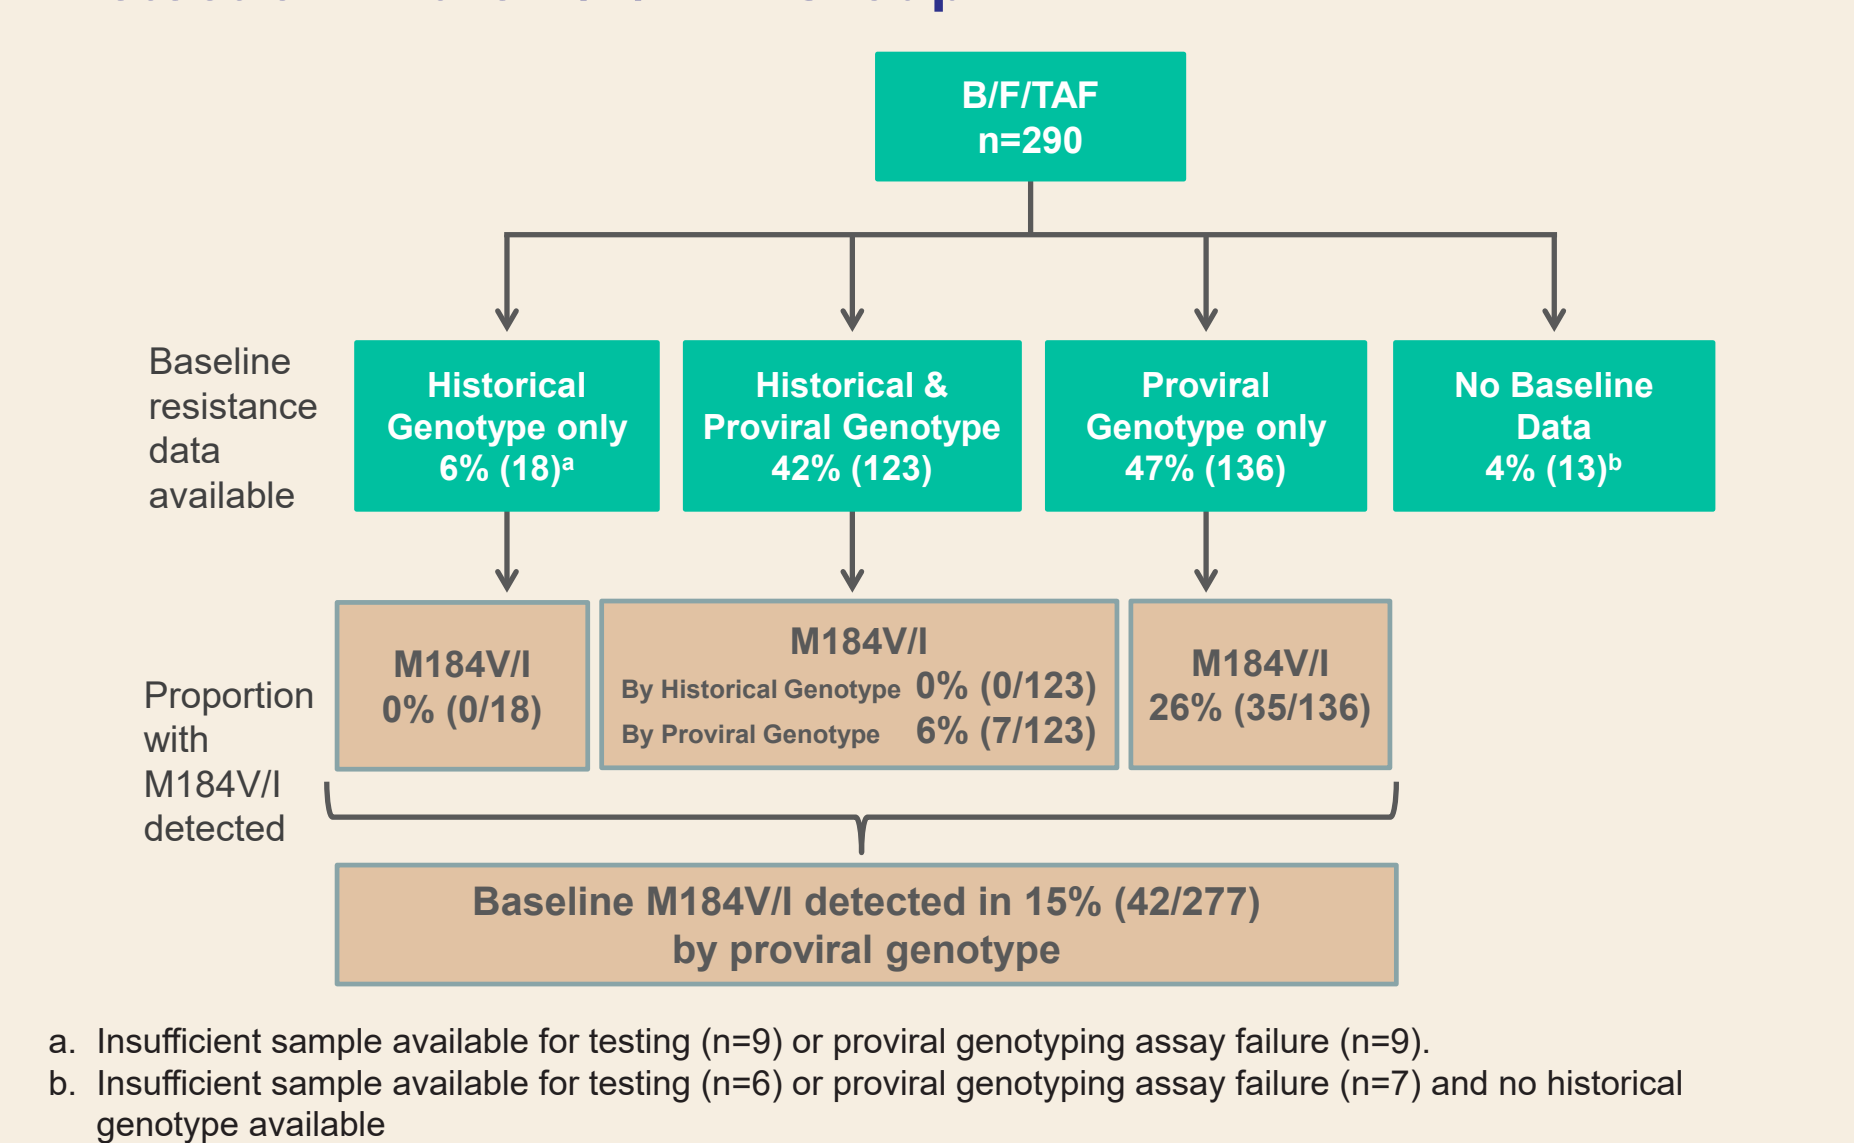 B/F/TAF
n=290
Baseline
resistance
data
available
Historical
Genotype only
6% (18)a
Historical &
Proviral Genotype
42% (123)
Proviral
Genotype only
47% (136)
No Baseline
Data
4% (13)b
Proportion
with
M184V/I
detected
M184V/I
0% (0/18)
M184V/I
By Historical Genotype 0% (0/123)
By Proviral Genotype 6% (7/123)
M184V/I
26% (35/136)
Baseline M184V/I detected in 15% (42/277)
by proviral genotype
a. Insufficient sample available for testing (n=9) or proviral genotyping assay failure (n=9).
b. Insufficient sample available for testing (n=6) or proviral genotyping assay failure (n=7) and no historical
genotype available